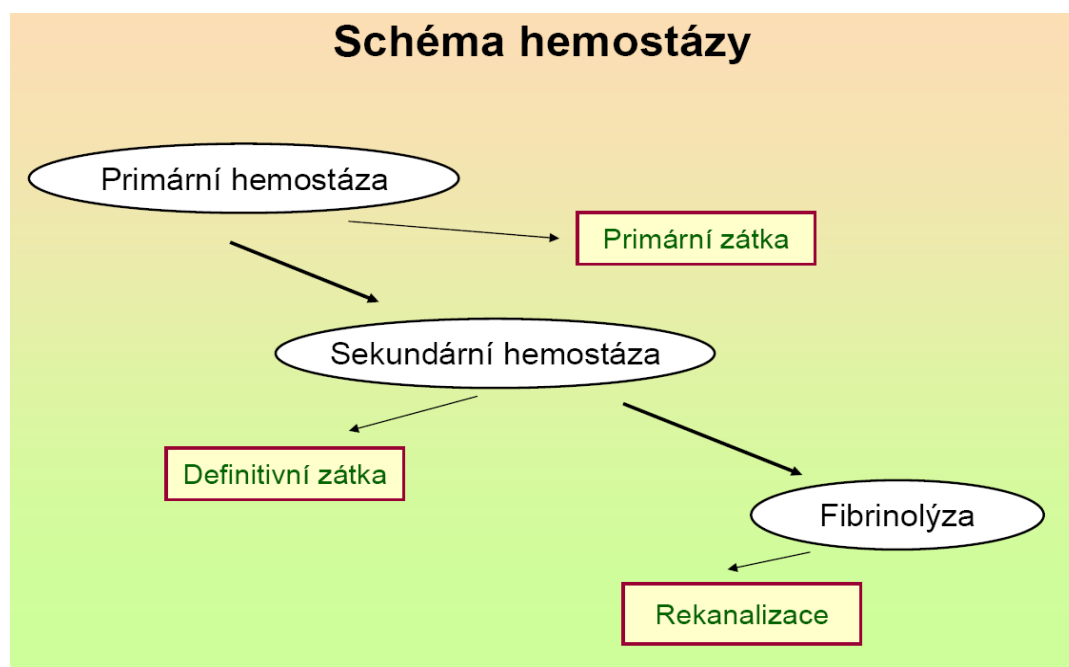 Schéma hemostázy
Primární hemostáza
Primární zátka
Sekundární hemostáza
Definitivní zátka
Fibrinolýza
Rekanalizace